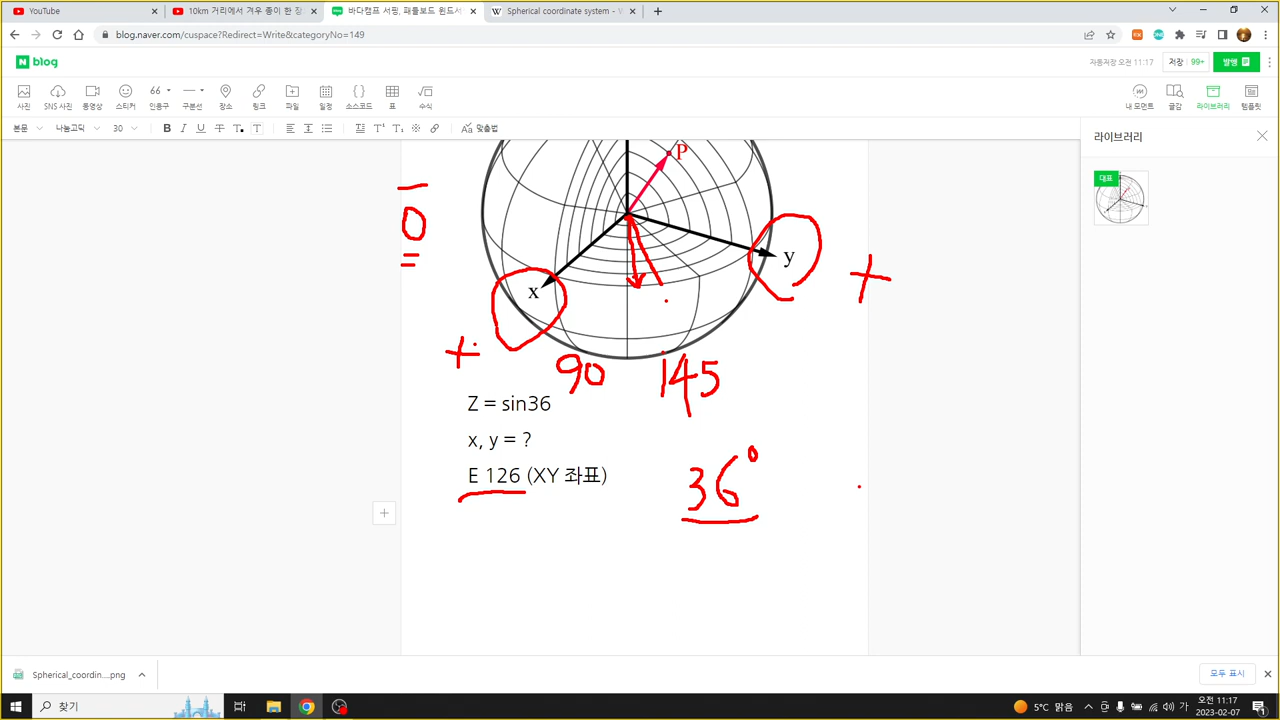 YouTube
10km 거리에서 겨우 종이 한 장
바다캠프 서핑, 패들보드 윈드서
Spherical coordinate system - W
blog.naver.com/cuspace?Redirect=Write&categoryNo=149
N blog
자동저장 오전 11:17
저장 99+
발행
사진
SNS 사진
동영상
스티커
인용구
구분선
장소
링크
파일
일정
소스코드
표
수식
내 모먼트
글감
라이브러리
템플릿
본문 나눔고딕 30 B I U T T T 맞춤법
라이브러리
대표
P
0
y
x
+
+
90 145
Z = sin36
x, y = ?
E 126 (XY 좌표)
36°
Spherical_coordin....png
모두 표시
찾기
5°C 맑음
가
오전 11:17
2023-02-07
1